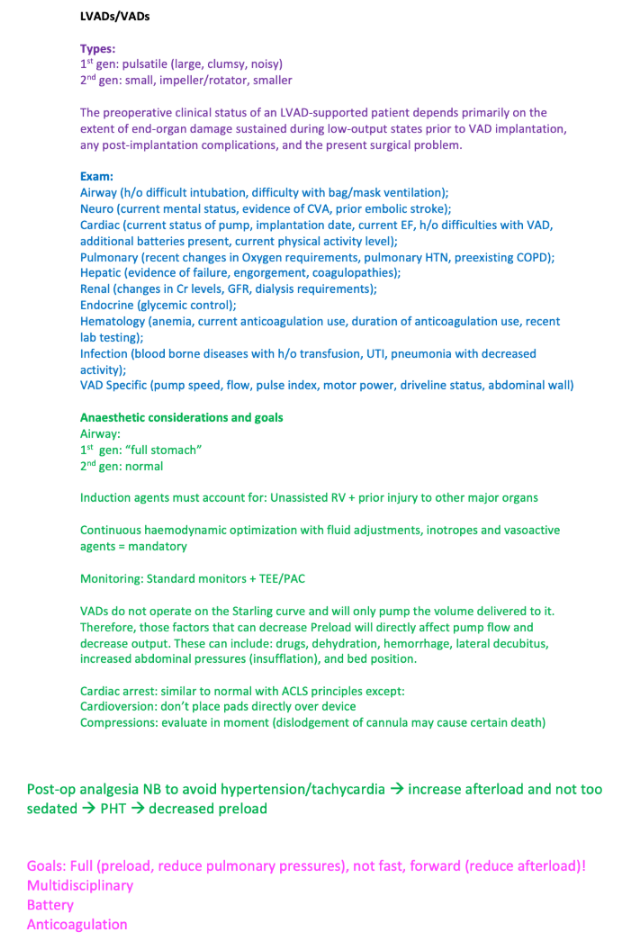 LVADs/VADs
Types:
1st gen: pulsatile (large, clumsy, noisy)
2nd gen: small, impeller/rotator, smaller
The preoperative clinical status of an LVAD-supported patient depends primarily on the
extent of end-organ damage sustained during low-output states prior to VAD implantation,
any post-implantation complications, and the present surgical problem.
Exam:
Airway (h/o difficult intubation, difficulty with bag/mask ventilation);
Neuro (current mental status, evidence of CVA, prior embolic stroke);
Cardiac (current status of pump, implantation date, current EF, h/o difficulties with VAD,
additional batteries present, current physical activity level);
Pulmonary (recent changes in Oxygen requirements, pulmonary HTN, preexisting COPD);
Hepatic (evidence of failure, engorgement, coagulopathies);
Renal (changes in Cr levels, GFR, dialysis requirements);
Endocrine (glycemic control);
Hematology (anemia, current anticoagulation use, duration of anticoagulation use, recent
lab testing);
Infection (blood borne diseases with h/o transfusion, UTI, pneumonia with decreased
activity);
VAD Specific (pump speed, flow, pulse index, motor power, driveline status, abdominal wall)
Anaesthetic considerations and goals
Airway:
1st gen: “full stomach”
2nd gen: normal
Induction agents must account for: Unassisted RV + prior injury to other major organs
Continuous haemodynamic optimization with fluid adjustments, inotropes and vasoactive
agents = mandatory
Monitoring: Standard monitors + TEE/PAC
VADs do not operate on the Starling curve and will only pump the volume delivered to it.
Therefore, those factors that can decrease Preload will directly affect pump flow and
decrease output. These can include: drugs, dehydration, hemorrhage, lateral decubitus,
increased abdominal pressures (insufflation), and bed position.
Cardiac arrest: similar to normal with ACLS principles except:
Cardioversion: don’t place pads directly over device
Compressions: evaluate in moment (dislodgement of cannula may cause certain death)
Post-op analgesia NB to avoid hypertension/tachycardia → increase afterload and not too
sedated → PHT → decreased preload
Goals: Full (preload, reduce pulmonary pressures), not fast, forward (reduce afterload)!
Multidisciplinary
Battery
Anticoagulation